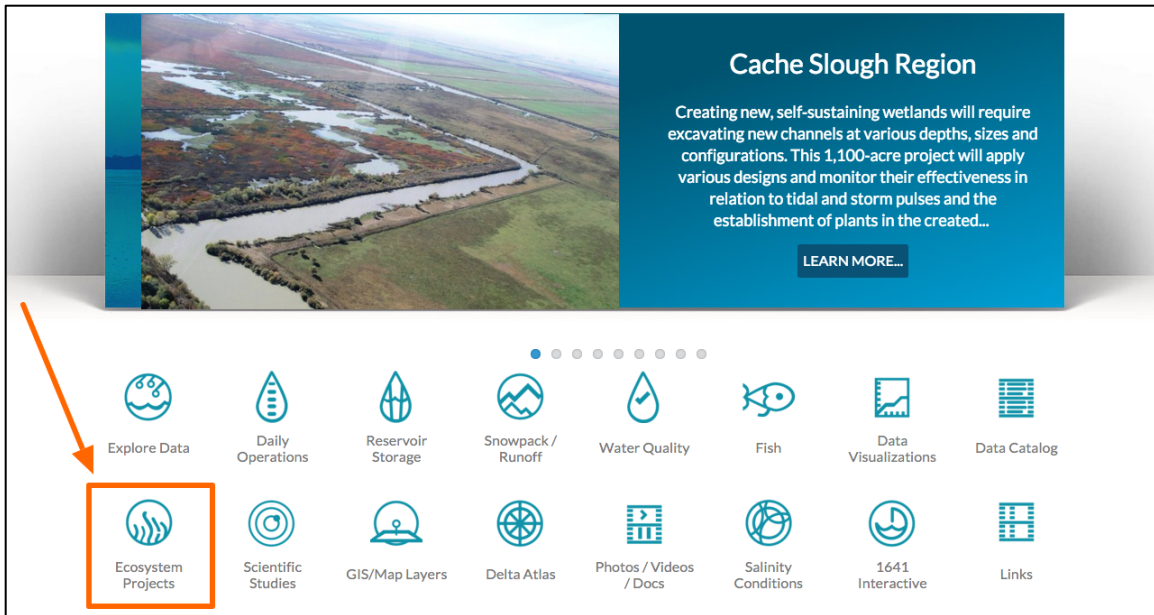 Cache Slough Region
Creating new, self-sustaining wetlands will require
excavating new channels at various depths, sizes and
configurations. This 1,100-acre project will apply
various designs and monitor their effectiveness in
relation to tidal and storm pulses and the
establishment of plants in the created...
LEARN MORE...
Explore Data
Daily
Operations
Reservoir
Storage
Snowpack /
Runoff
Water Quality
Fish
Data
Visualizations
Data Catalog
Ecosystem
Projects
Scientific
Studies
GIS/Map Layers
Delta Atlas
Photos / Videos
/ Docs
Salinity
Conditions
1641
Interactive
Links